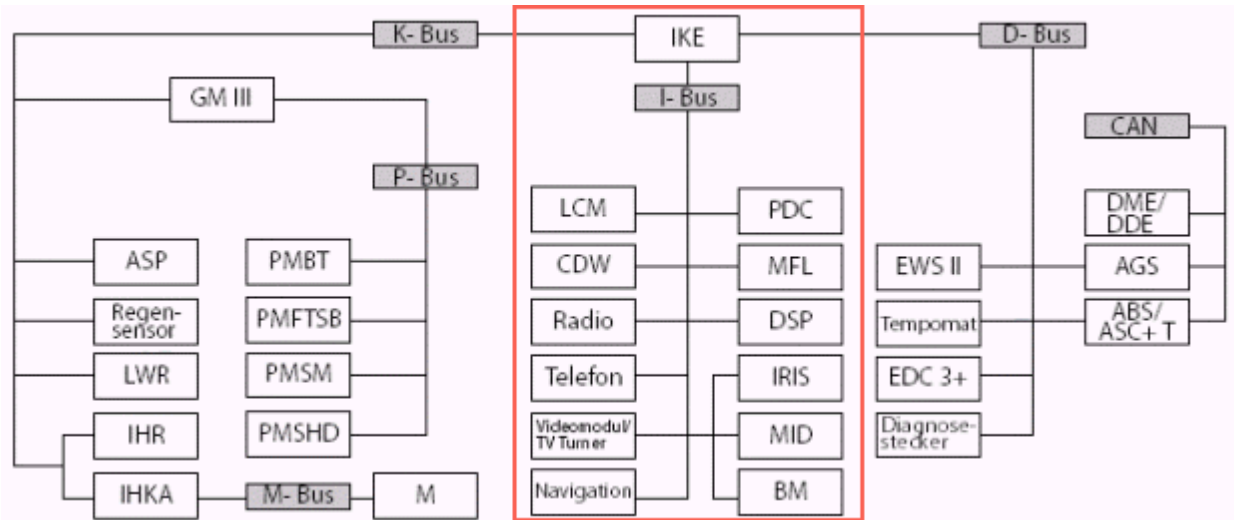 K- Bus
IKE
D- Bus
GM III
I- Bus
CAN
P- Bus
LCM
PDC
DME/
DDE
ASP
PMBT
CDW
MFL
EWS II
AGS
Regen-
sensor
PMFTSB
Radio
DSP
Tempomat
ABS/
ASC+ T
LWR
PMSM
Telefon
IRIS
EDC 3+
IHR
PMSHD
Videomodul/
TV Turner
MID
Diagnose-
stecker
IHKA
M- Bus
M
Navigation
BM